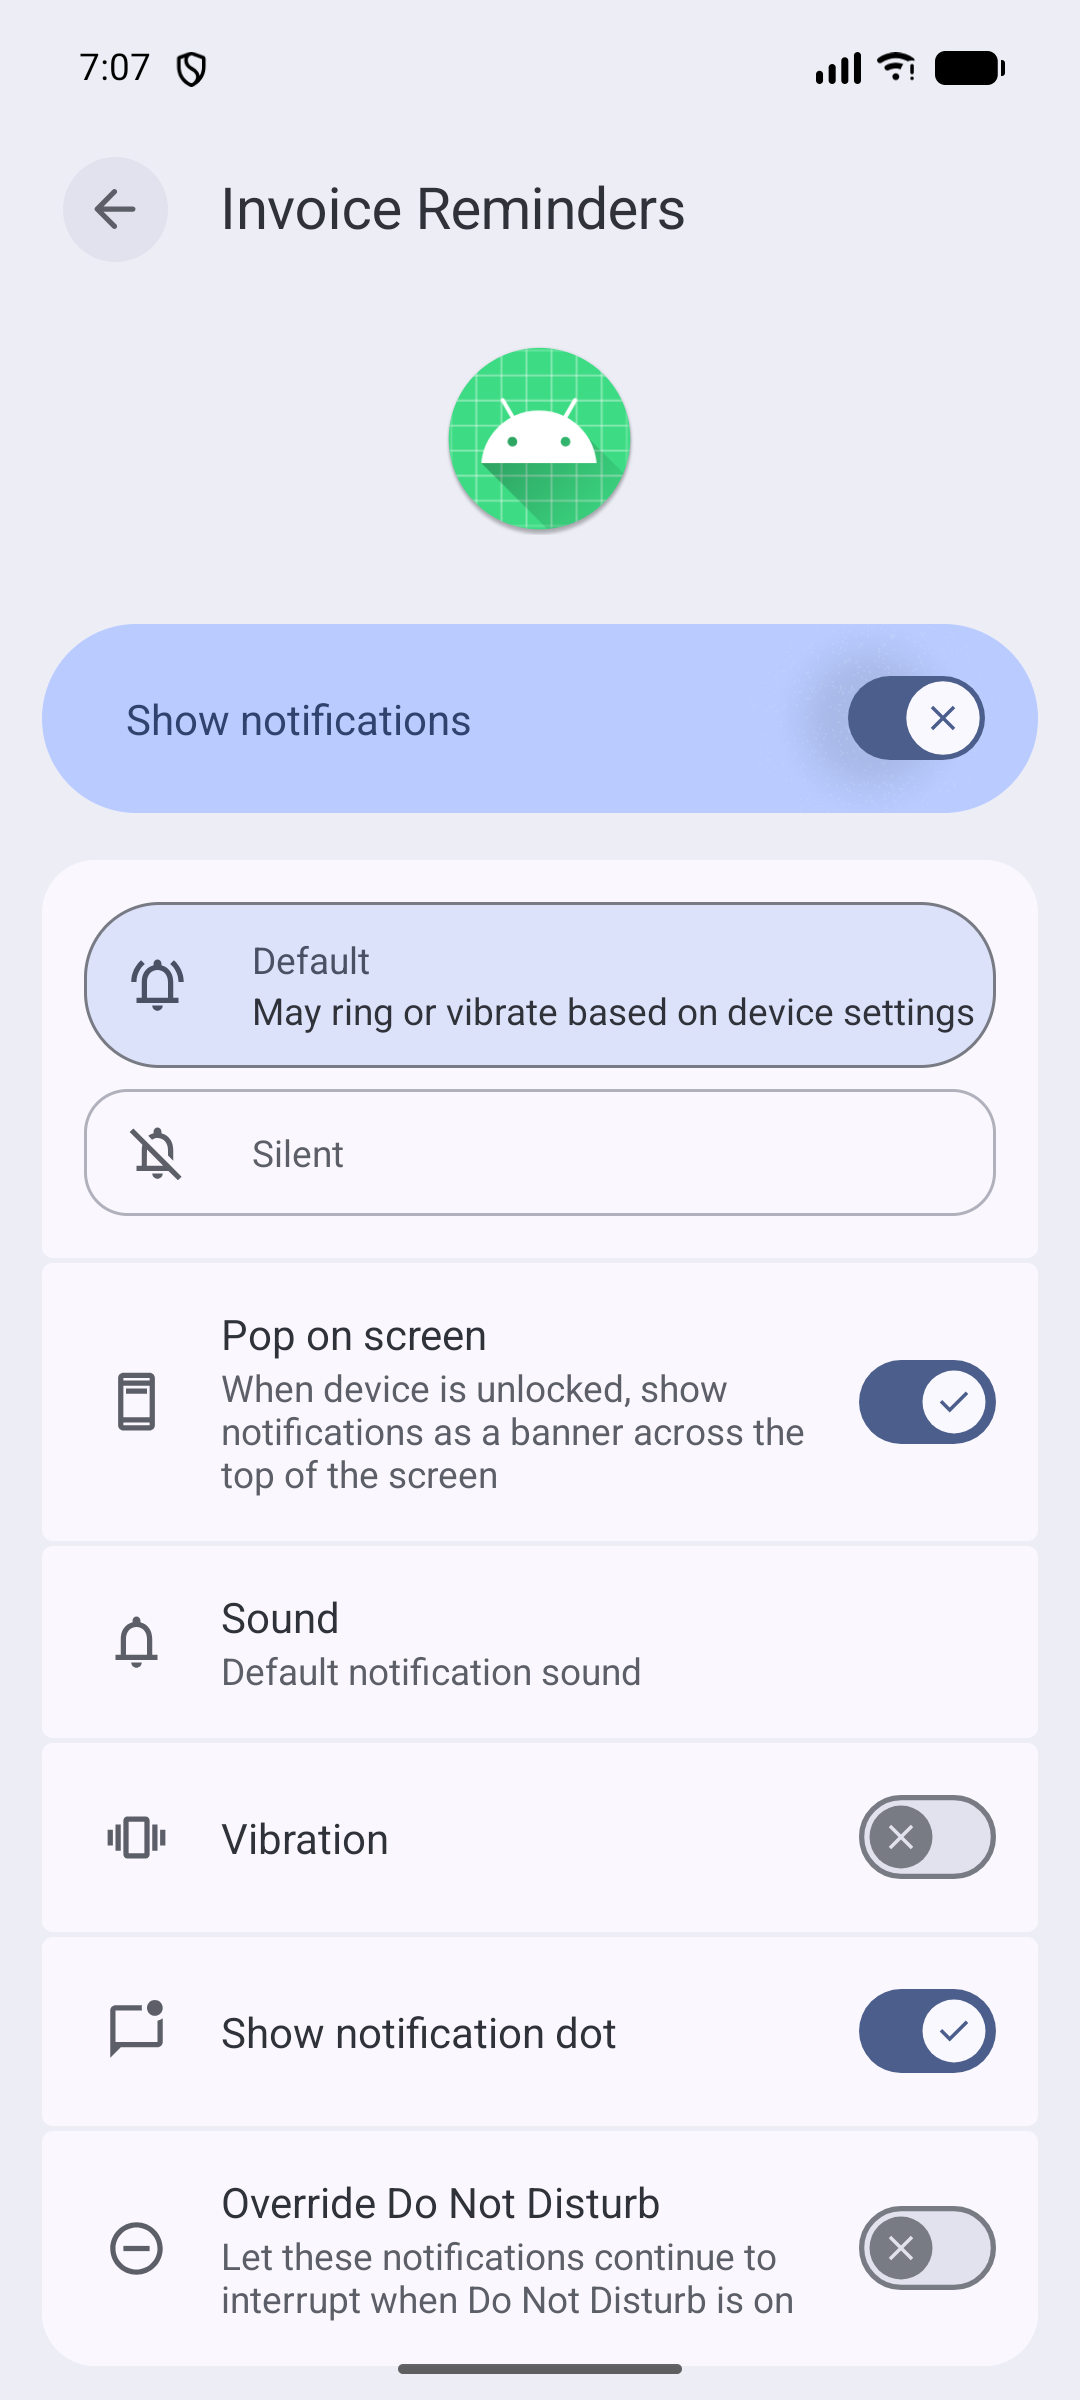 7:07
Invoice Reminders
Show notifications
Default
May ring or vibrate based on device settings
Silent
Pop on screen
When device is unlocked, show
notifications as a banner across the
top of the screen
Sound
Default notification sound
Vibration
Show notification dot
Override Do Not Disturb
Let these notifications continue to
interrupt when Do Not Disturb is on